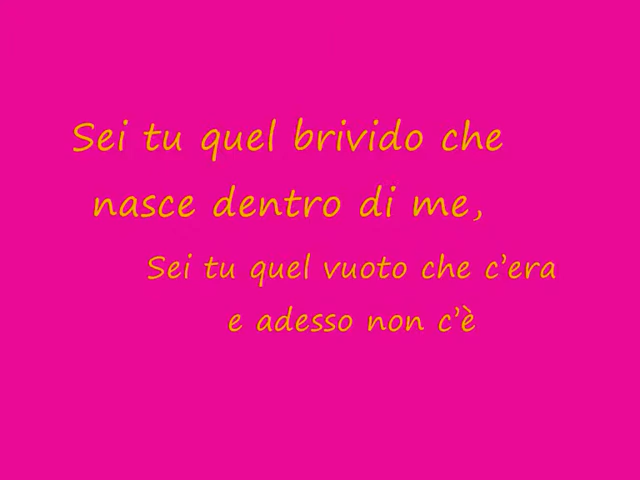 Sei tu quel brivido che
nasce dentro di me,
Sei tu quel vuoto che c’era
e adesso non c’è